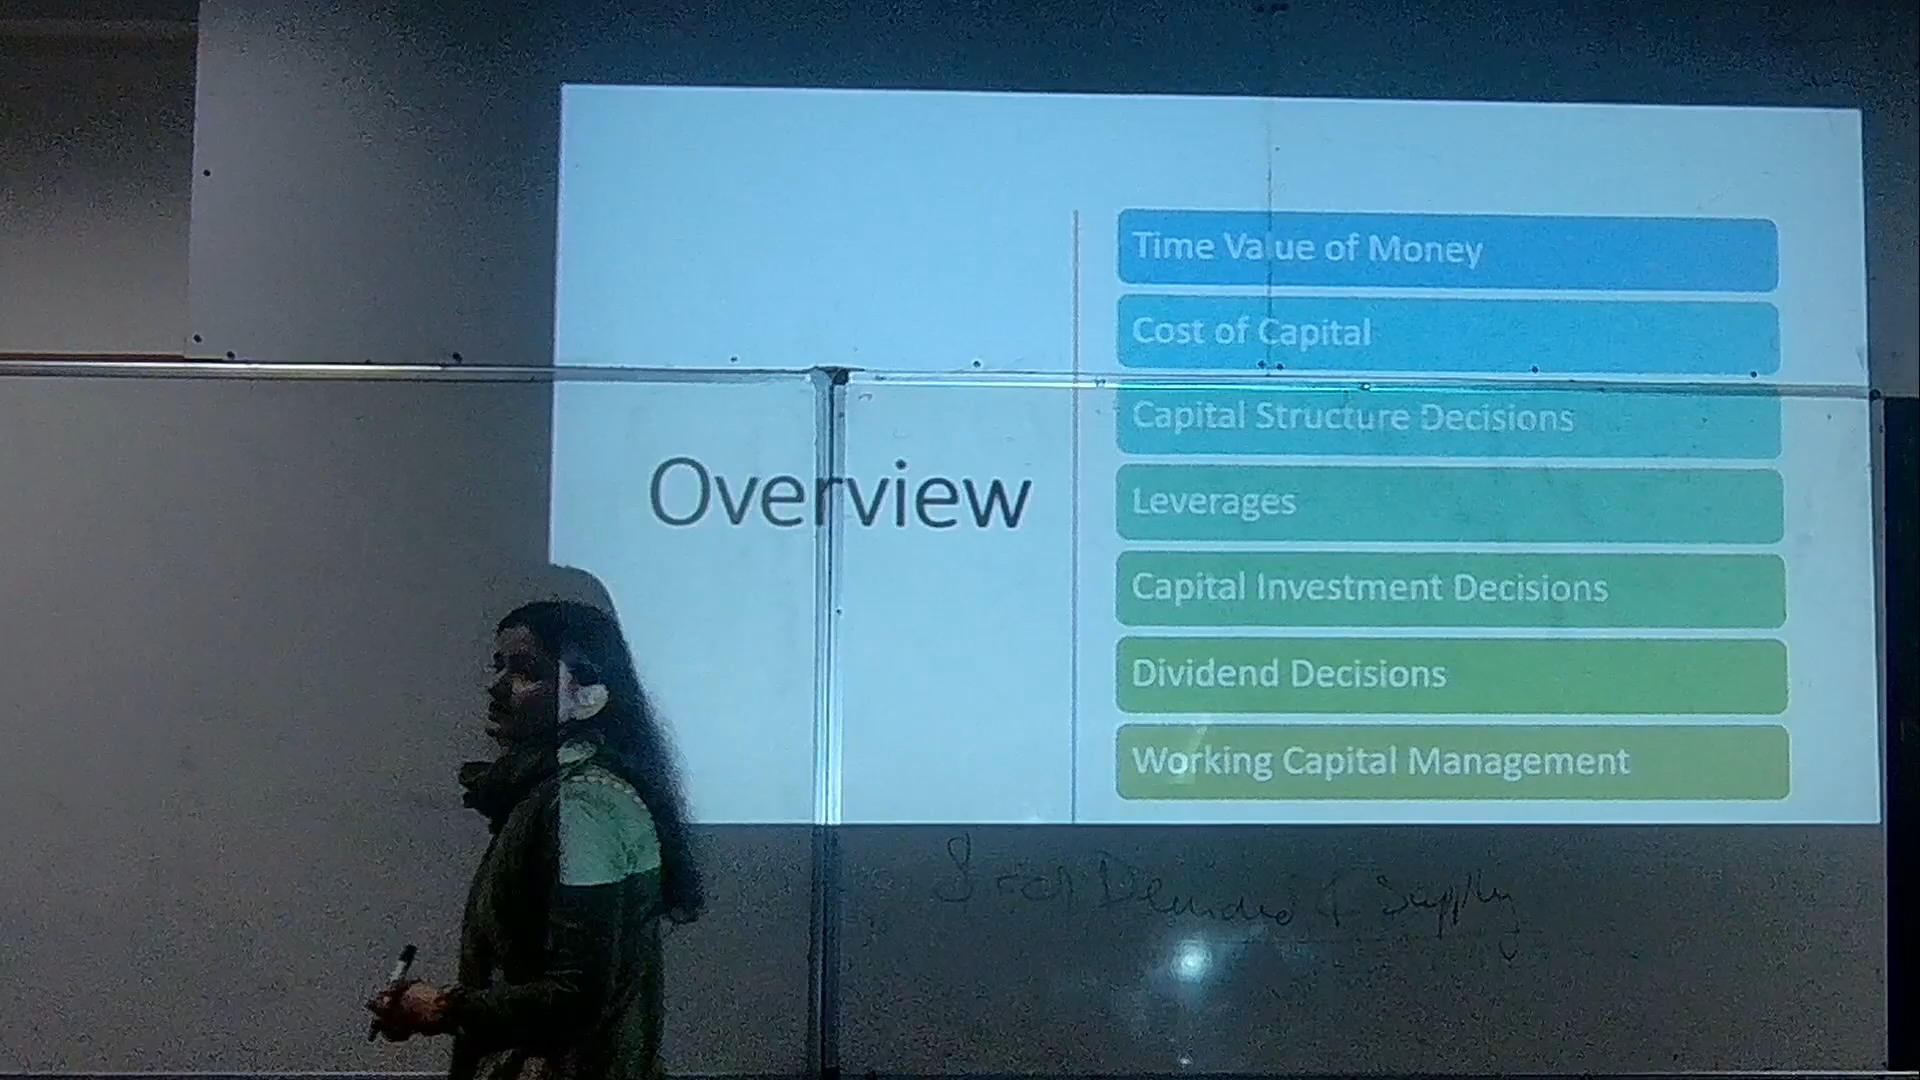 Overview
Time Value of Money
Cost of Capital
Capital Structure Decisions
Leverages
Capital Investment Decisions
Dividend Decisions
Working Capital Management
Supply